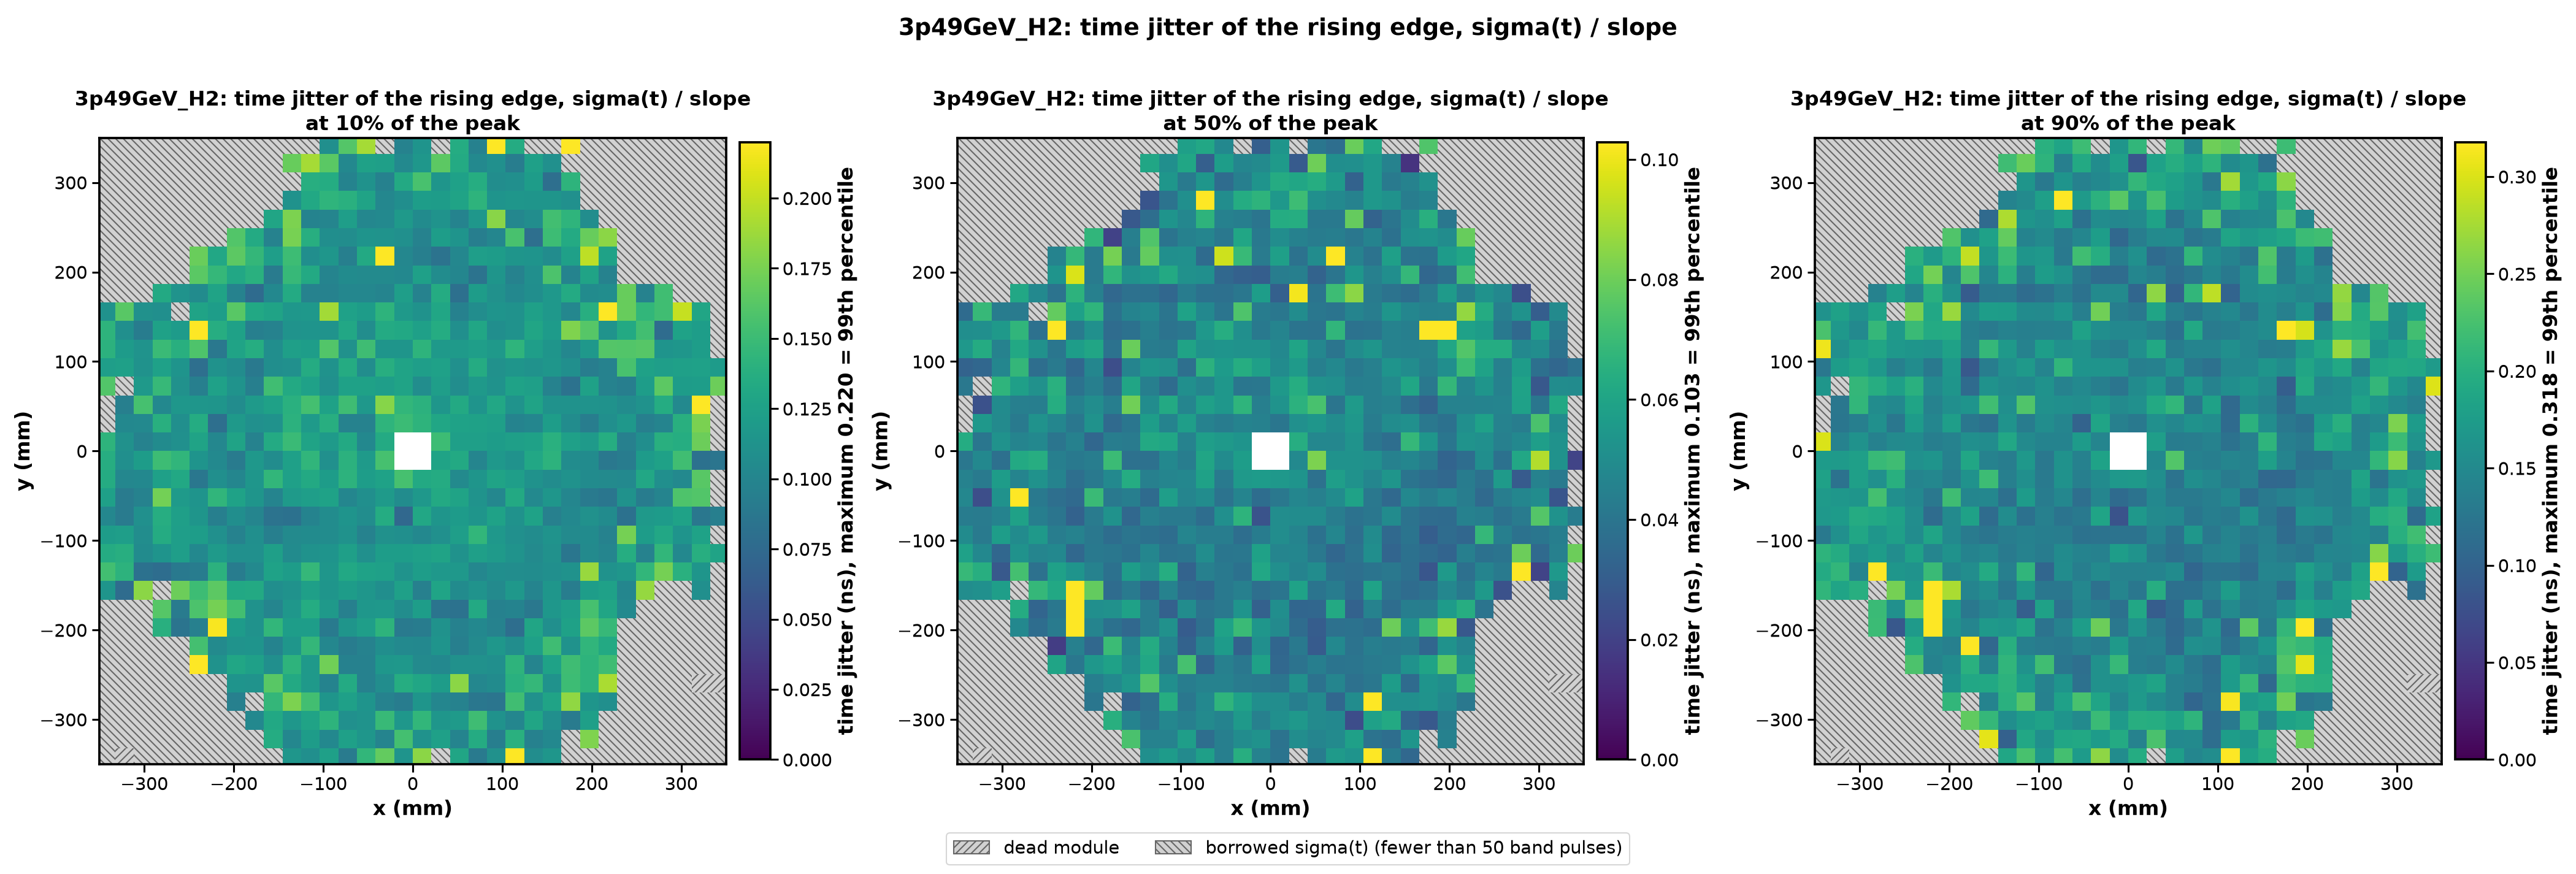 3p49GeV_H2: time jitter of the rising edge, sigma(t) / slope
3p49GeV_H2: time jitter of the rising edge, sigma(t) / slope
at 10% of the peak
300
200
100
0
−100
−200
−300
y (mm)
−300 −200 −100 0 100 200 300
x (mm)
0.200
0.175
0.150
0.125
0.100
0.075
0.050
0.025
0.000
time jitter (ns), maximum 0.220 = 99th percentile
3p49GeV_H2: time jitter of the rising edge, sigma(t) / slope
at 50% of the peak
300
200
100
0
−100
−200
−300
y (mm)
−300 −200 −100 0 100 200 300
x (mm)
0.10
0.08
0.06
0.04
0.02
0.00
time jitter (ns), maximum 0.103 = 99th percentile
3p49GeV_H2: time jitter of the rising edge, sigma(t) / slope
at 90% of the peak
300
200
100
0
−100
−200
−300
y (mm)
−300 −200 −100 0 100 200 300
x (mm)
0.30
0.25
0.20
0.15
0.10
0.05
0.00
time jitter (ns), maximum 0.318 = 99th percentile
dead module
borrowed sigma(t) (fewer than 50 band pulses)